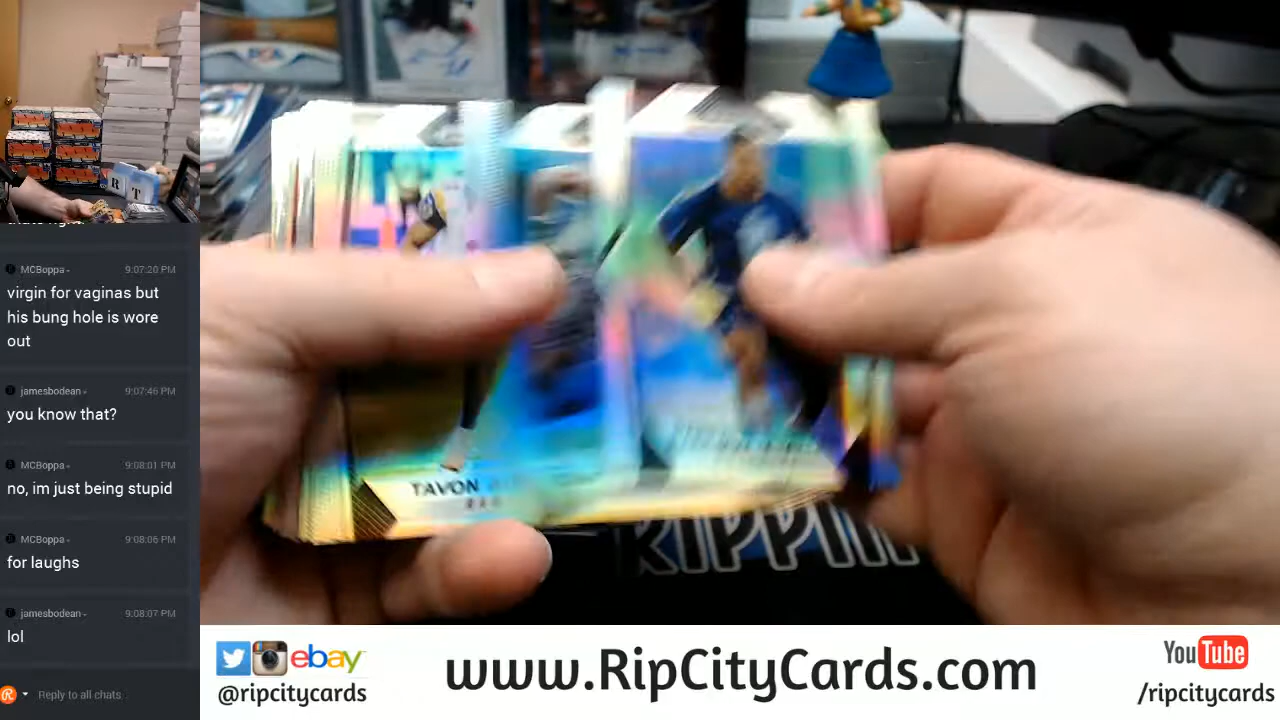 MCBoppa 9:07:20 PM
virgin for vaginas but
his bung hole is wore
out
jamesbodean 9:07:46 PM
you know that?
MCBoppa 9:08:01 PM
no, im just being stupid
MCBoppa 9:08:06 PM
for laughs
jamesbodean 9:08:07 PM
lol
Reply to all chats..
R T
TAVON
RIPPIN
ebay
@ripcitycards
www.RipCityCards.com
YouTube
/ripcitycards